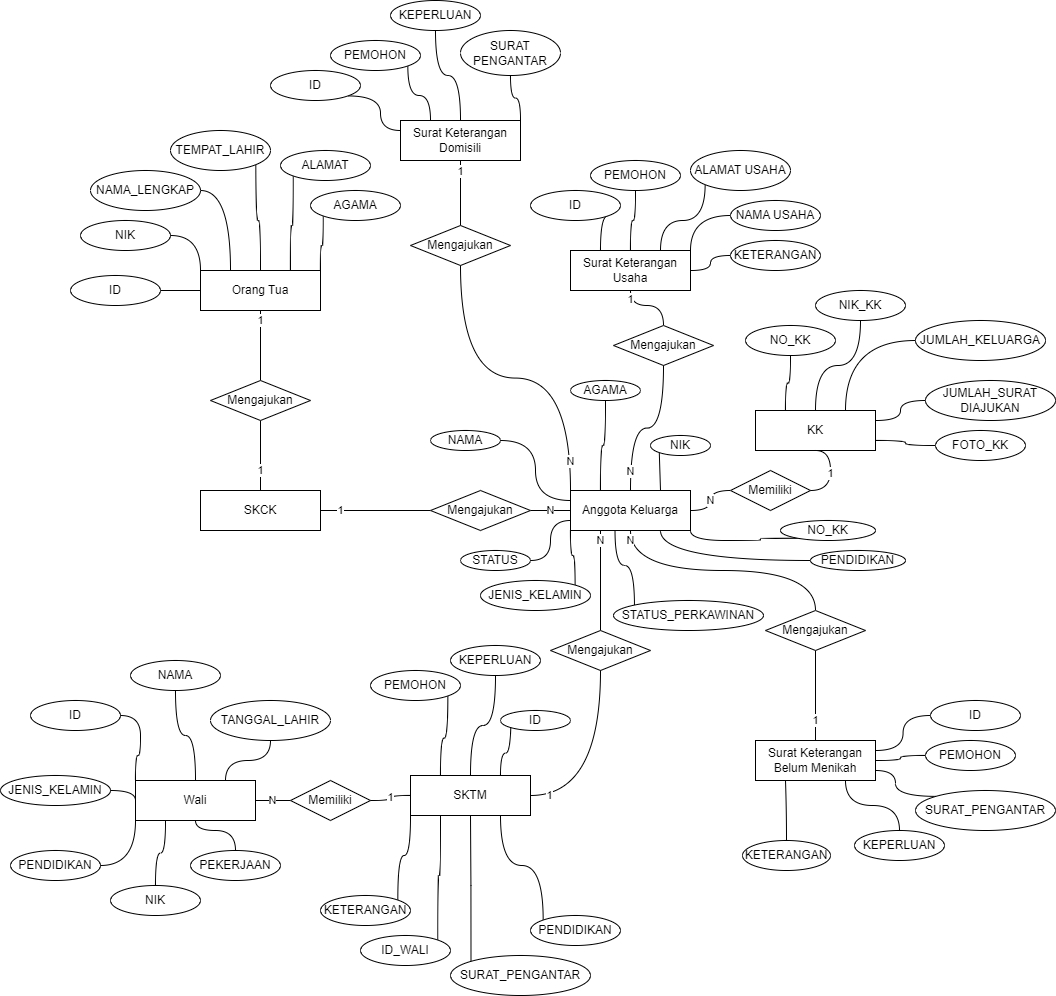 KEPERLUAN
PEMOHON
SURAT
PENGANTAR
ID
Surat Keterangan
Domisili
1
TEMPAT_LAHIR
ALAMAT
NAMA_LENGKAP
AGAMA
NIK
ID
Orang Tua
1
Mengajukan
PEMOHON
ALAMAT USAHA
ID
NAMA USAHA
KETERANGAN
Surat Keterangan
Usaha
1
Mengajukan
NIK_KK
NO_KK
JUMLAH_KELUARGA
JUMLAH_SURAT
DIAJUKAN
KK
FOTO_KK
1
Mengajukan
1
AGAMA
NAMA
NIK
N
N
Memiliki
N
SKCK
1
Mengajukan
N
Anggota Keluarga
NO_KK
N
N
STATUS
PENDIDIKAN
JENIS_KELAMIN
STATUS_PERKAWINAN
Mengajukan
Mengajukan
KEPERLUAN
NAMA
PEMOHON
ID
TANGGAL_LAHIR
ID
JENIS_KELAMIN
Wali
N
Memiliki
1
SKTM
1
PENDIDIKAN
PEKERJAAN
NIK
KETERANGAN
PENDIDIKAN
ID_WALI
SURAT_PENGANTAR
1
ID
Surat Keterangan
Belum Menikah
PEMOHON
SURAT_PENGANTAR
KEPERLUAN
KETERANGAN